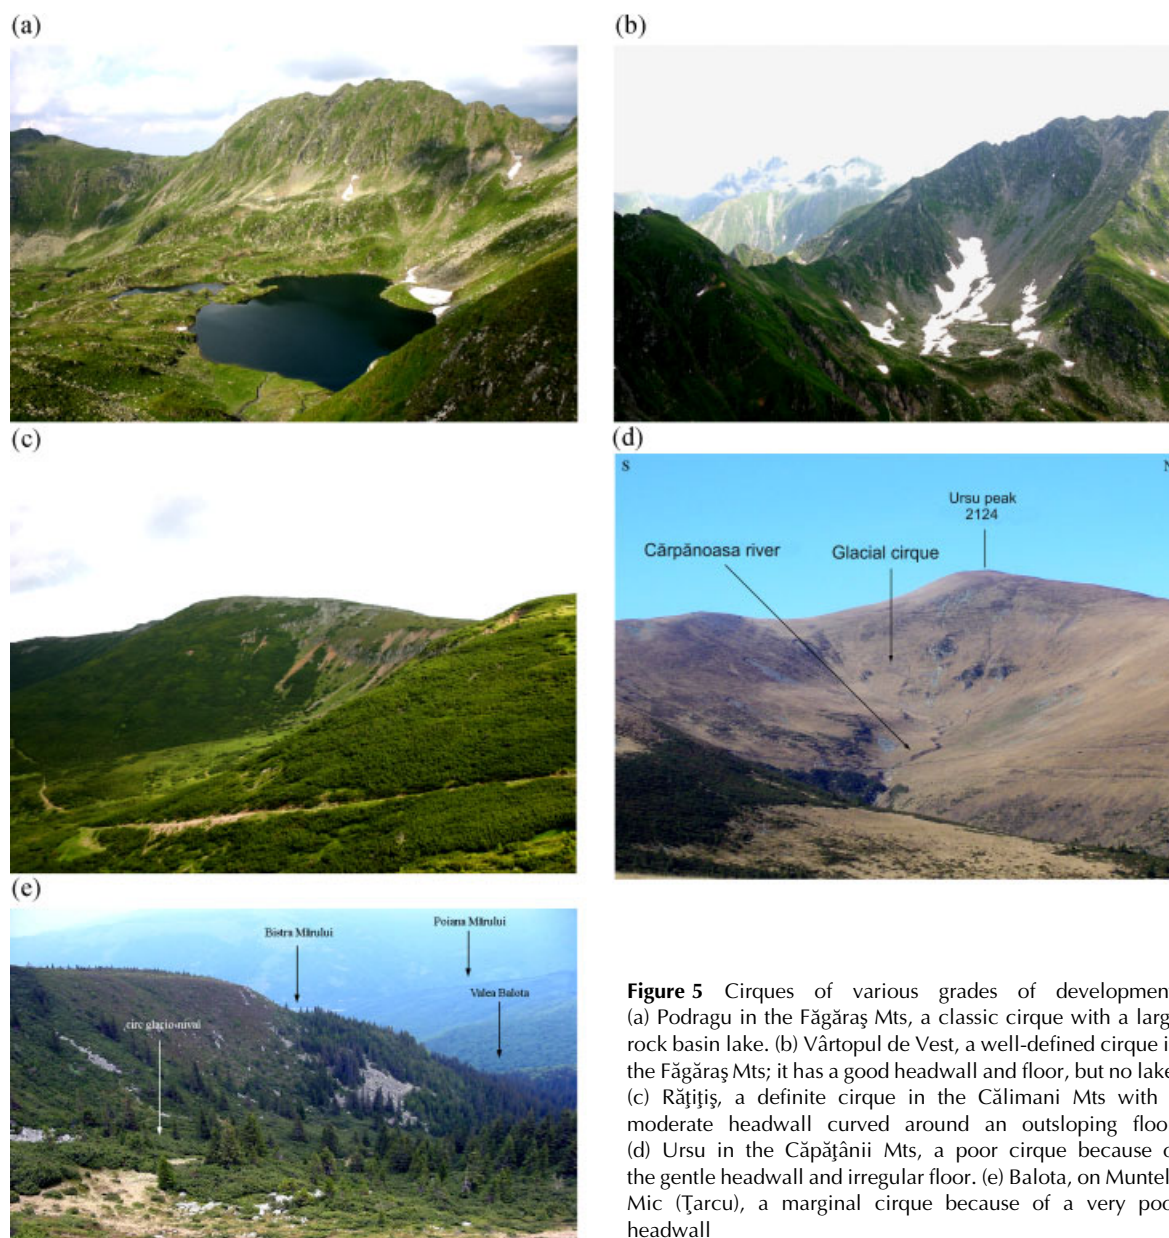 (a)
(b)
(c)
(d)
S
N
Ursu peak
2124
Cărpănoasa river
Glacial cirque
(e)
Poiana Mărului
Bistra Mărului
Valea Balota
circ glacio-nival
Figure 5 Cirques of various grades of developmen
(a) Podragu in the Făgăraş Mts, a classic cirque with a larg
rock basin lake. (b) Vârtopul de Vest, a well-defined cirque i
the Făgăraş Mts; it has a good headwall and floor, but no lake
(c) Răţiţiş, a definite cirque in the Călimani Mts with
moderate headwall curved around an outsloping floo
(d) Ursu in the Căpăţânii Mts, a poor cirque because o
the gentle headwall and irregular floor. (e) Balota, on Muntel
Mic (Ţarcu), a marginal cirque because of a very poo
headwall